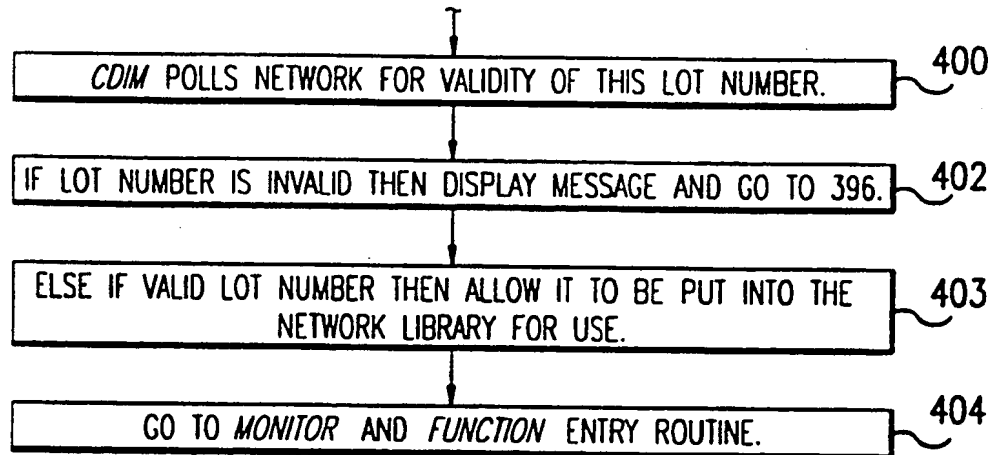 CDIM POLLS NETWORK FOR VALIDITY OF THIS LOT NUMBER. 400
IF LOT NUMBER IS INVALID THEN DISPLAY MESSAGE AND GO TO 396. 402
ELSE IF VALID LOT NUMBER THEN ALLOW IT TO BE PUT INTO THE 403
NETWORK LIBRARY FOR USE.
GO TO MONITOR AND FUNCTION ENTRY ROUTINE. 404